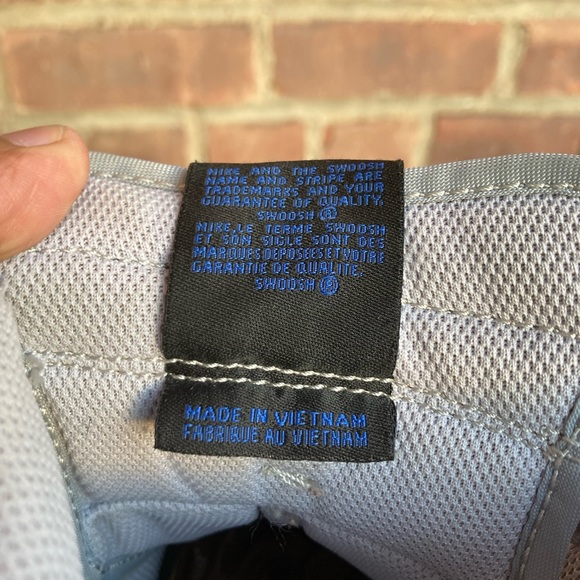 NIKE AND THE SWOOSH
NAME AND STRIPE ARE
TRADEMARKS AND YOUR
GUARANTEE OF QUALITY.
SWOOSH ®
NIKE, LE TERME SWOOSH
ET SON SIGLE SONT DES
MARQUES DEPOSEES ET VOTRE
GARANTIE DE QUALITE.
SWOOSH ®
MADE IN VIETNAM
FABRIQUE AU VIETNAM